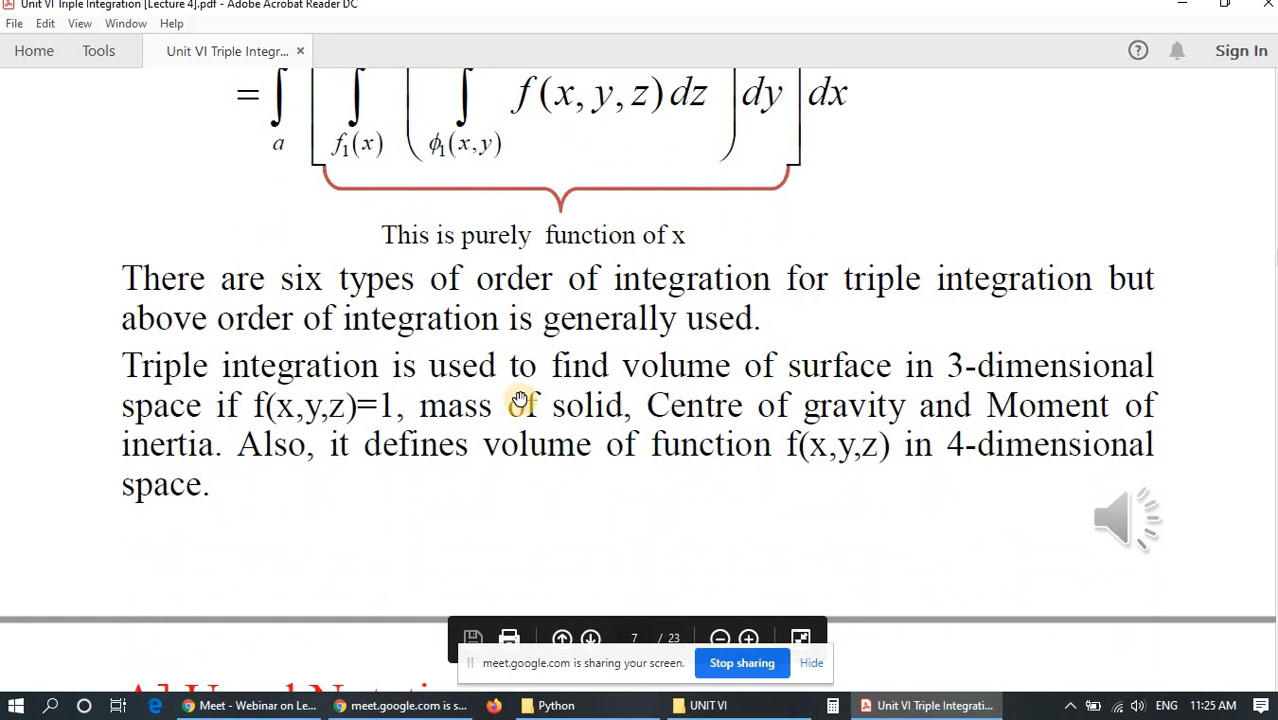 Unit VI Triple Integration [Lecture 4].pdf - Adobe Acrobat Reader DC
File Edit View Window Help
Home Tools Unit VI Triple Integr... × Sign In
= ∫ [ ∫ ( ∫ f(x, y, z) dz ) dy ] dx
a f₁(x) ϕ₁(x,y)
This is purely function of x
There are six types of order of integration for triple integration but
above order of integration is generally used.
Triple integration is used to find volume of surface in 3-dimensional
space if f(x,y,z)=1, mass of solid, Centre of gravity and Moment of
inertia. Also, it defines volume of function f(x,y,z) in 4-dimensional
space.
7 / 23
meet.google.com is sharing your screen. Stop sharing Hide
Meet - Webinar on Le... meet.google.com is s... Python UNIT VI Unit VI Triple Integrati... ENG 11:25 AM